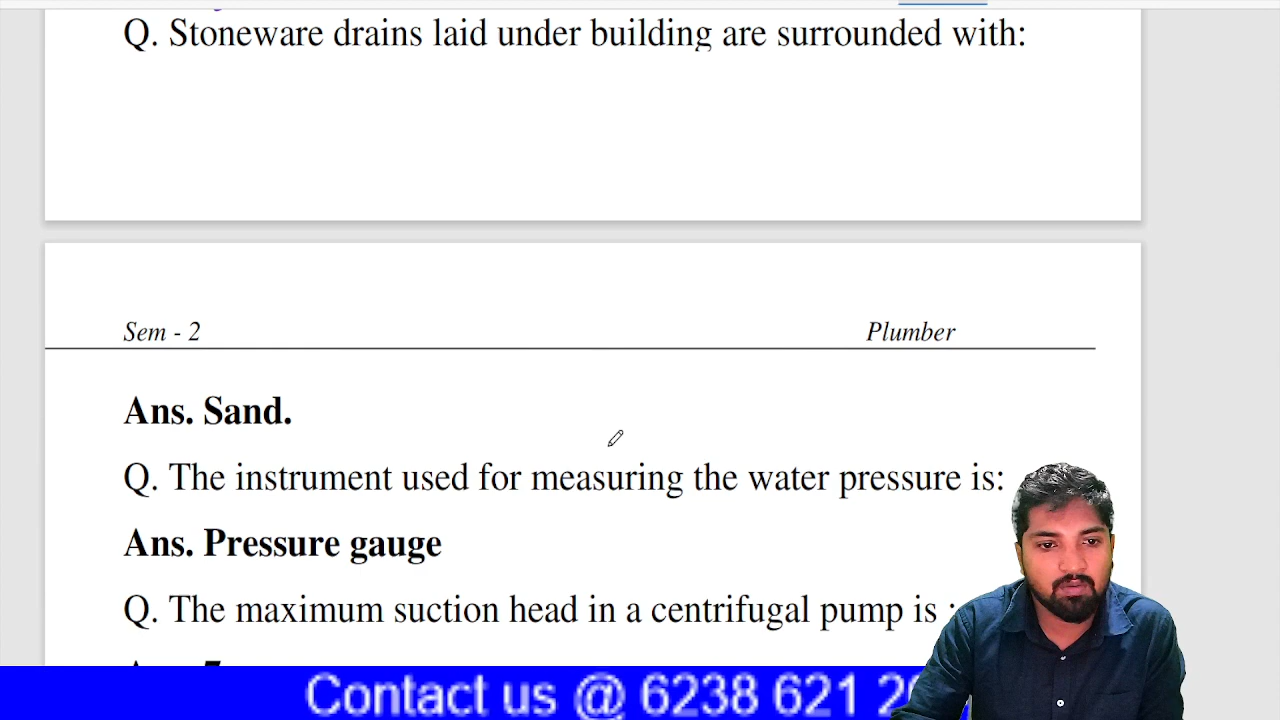 Q. Stoneware drains laid under building are surrounded with:
Sem - 2
Plumber
Ans. Sand.
Q. The instrument used for measuring the water pressure is:
Ans. Pressure gauge
Q. The maximum suction head in a centrifugal pump is :
Contact us @ 6238 621